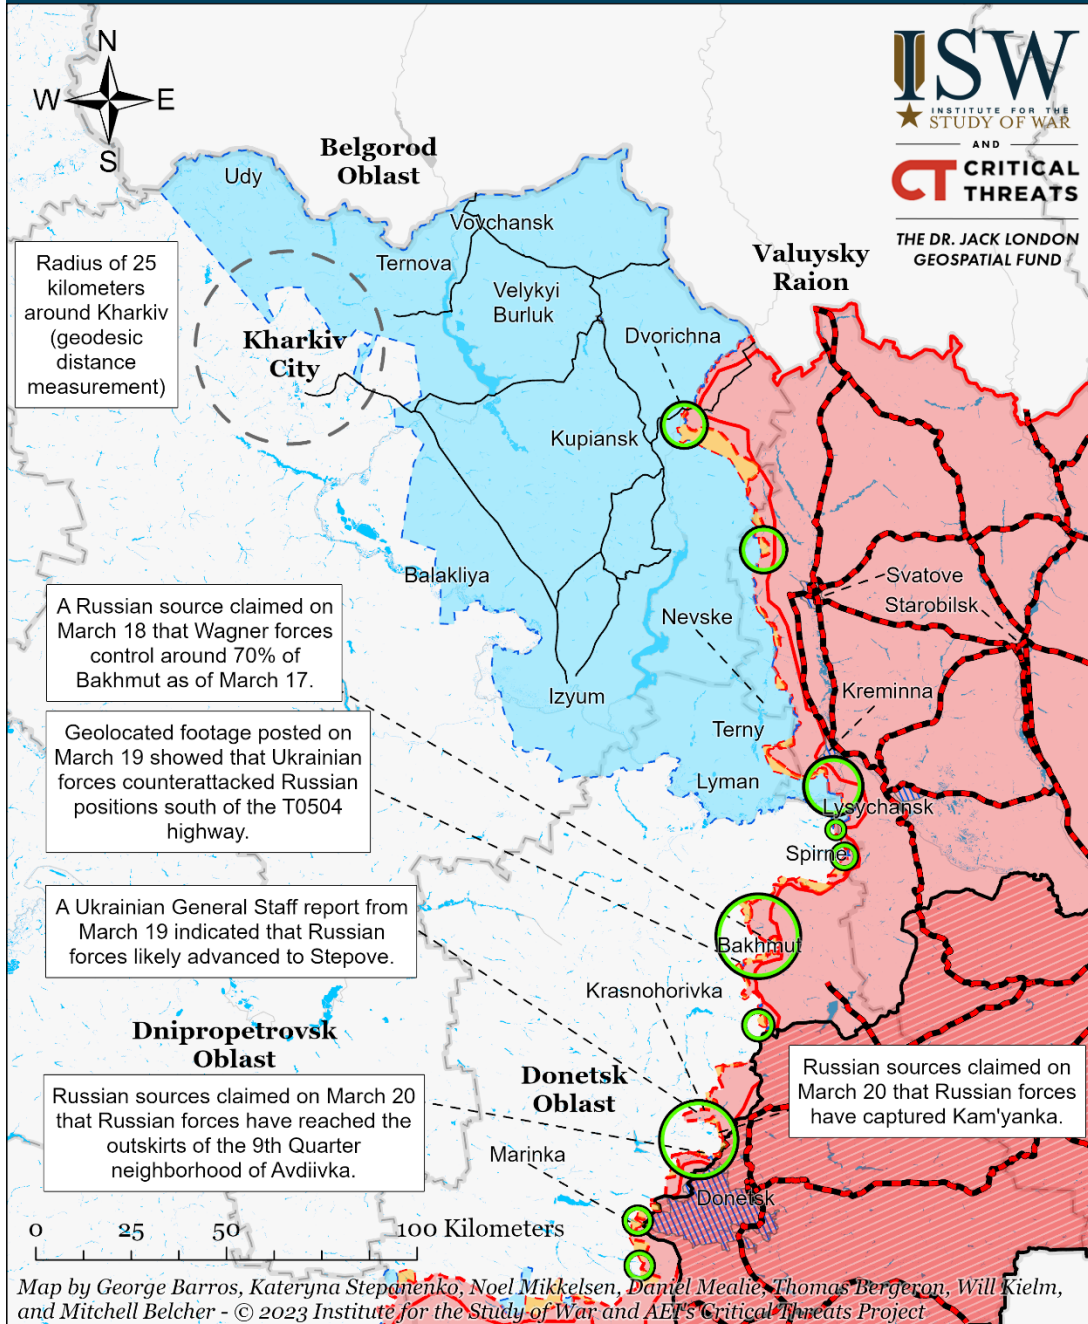 N
W E
S
ISW
INSTITUTE FOR THE
STUDY OF WAR
AND
CT CRITICAL
THREATS
THE DR. JACK LONDON
GEOSPATIAL FUND
Belgorod
Oblast
Udy
Vovchansk
Ternova
Valuysky
Raion
Radius of 25
kilometers
around Kharkiv
(geodesic
distance
measurement)
Velykyi
Burluk
Kharkiv
City
Dvorichna
Kupiansk
Balakliya
Svatove
Starobilsk
Nevske
A Russian source claimed on
March 18 that Wagner forces
control around 70% of
Bakhmut as of March 17.
Izyum
Kreminna
Terny
Geolocated footage posted on
March 19 showed that Ukrainian
forces counterattacked Russian
positions south of the T0504
highway.
Lyman
Lysychansk
Spirne
A Ukrainian General Staff report from
March 19 indicated that Russian
forces likely advanced to Stepove.
Bakhmut
Krasnohorivka
Dnipropetrovsk
Oblast
Donetsk
Oblast
Russian sources claimed on
March 20 that Russian forces
have captured Kam'yanka.
Russian sources claimed on March 20
that Russian forces have reached the
outskirts of the 9th Quarter
neighborhood of Avdiivka.
Marinka
Donetsk
0 25 50 100 Kilometers
Map by George Barros, Kateryna Stepanenko, Noel Mikkelsen, Daniel Mealie, Thomas Bergeron, Will Kielm,
and Mitchell Belcher - © 2023 Institute for the Study of War and AEI's Critical Threats Project